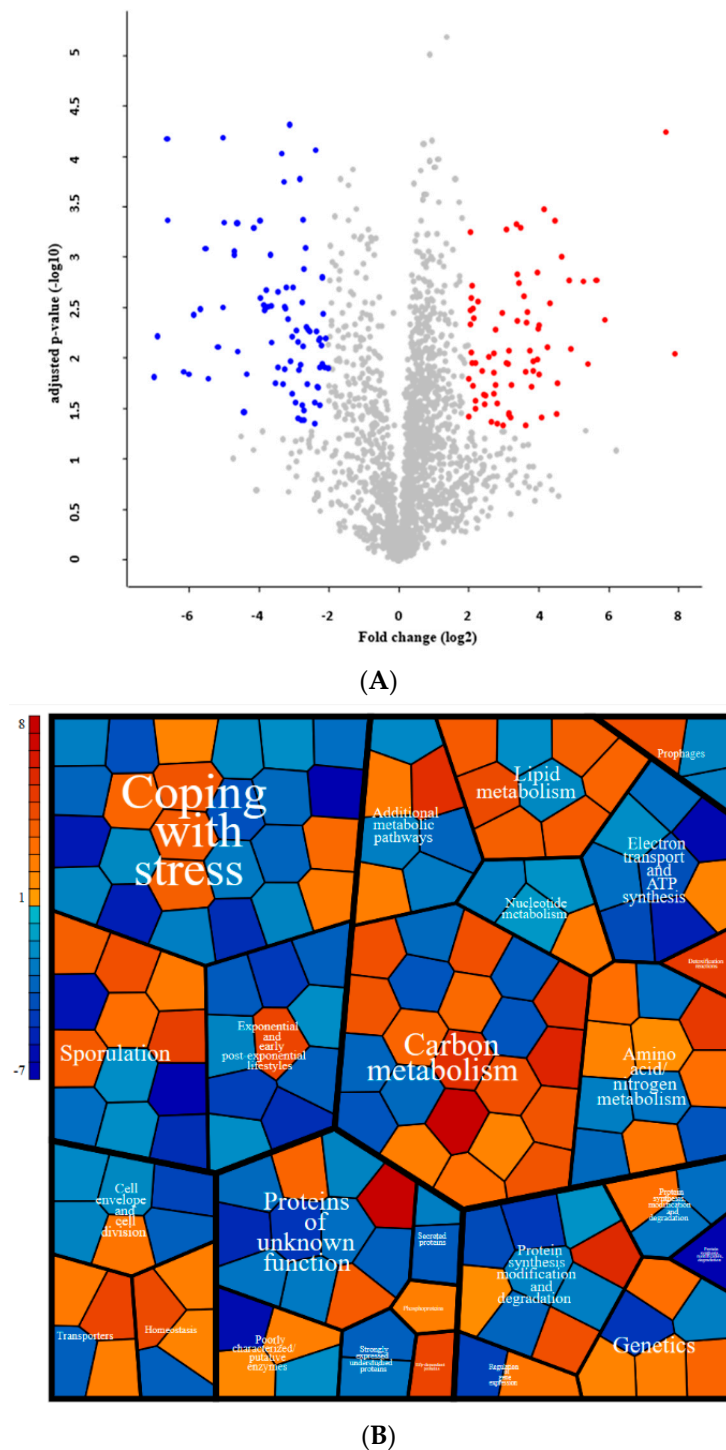 5
4.5
4
3.5
3
2.5
2
1.5
1
0.5
0
adjusted p-value (-log10)
-6
-4
-2
0
2
4
6
8
Fold change (log2)
(A)
8
1
-7
Coping
with
stress
Additional
metabolic
pathways
Lipid
metabolism
Prophages
Electron
transport
and
ATP
synthesis
Nucleotide
metabolism
Detoxification
reactions
Sporulation
Exponential
and
early
post-exponential
lifestyles
Carbon
metabolism
Amino
acid/
nitrogen
metabolism
Cell
envelope
and
cell
division
Proteins
of
unknown
function
Secreted
proteins
Protein
synthesis
modification
and
degradation
Protein
synthesis,
modification
and
degradation
Transporters
Homeostasis
Phosphoproteins
Poorly
characterized/
putative
enzymes
Strongly
expressed
understudied
proteins
Regulation
of
gene
expression
Genetics
(B)